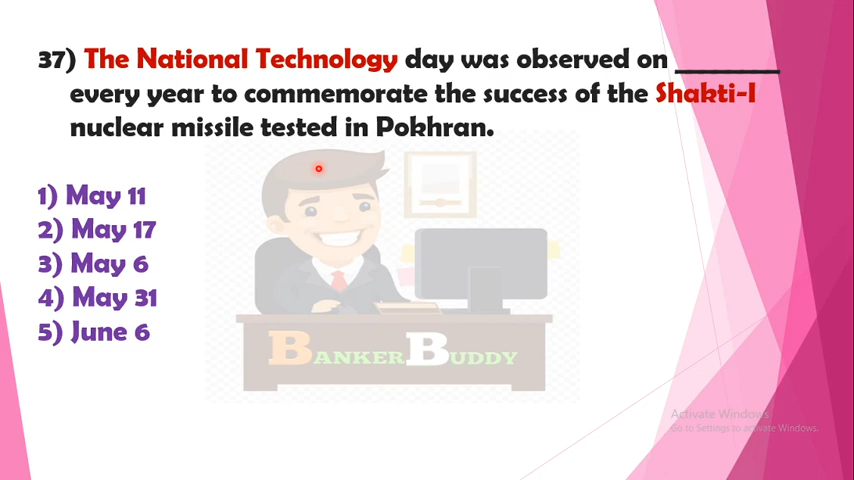 37) The National Technology day was observed on ________
every year to commemorate the success of the Shakti-I
nuclear missile tested in Pokhran.
1) May 11
2) May 17
3) May 6
4) May 31
5) June 6
BANKERBUDDY
Activate Windows
Go to Settings to activate Windows.